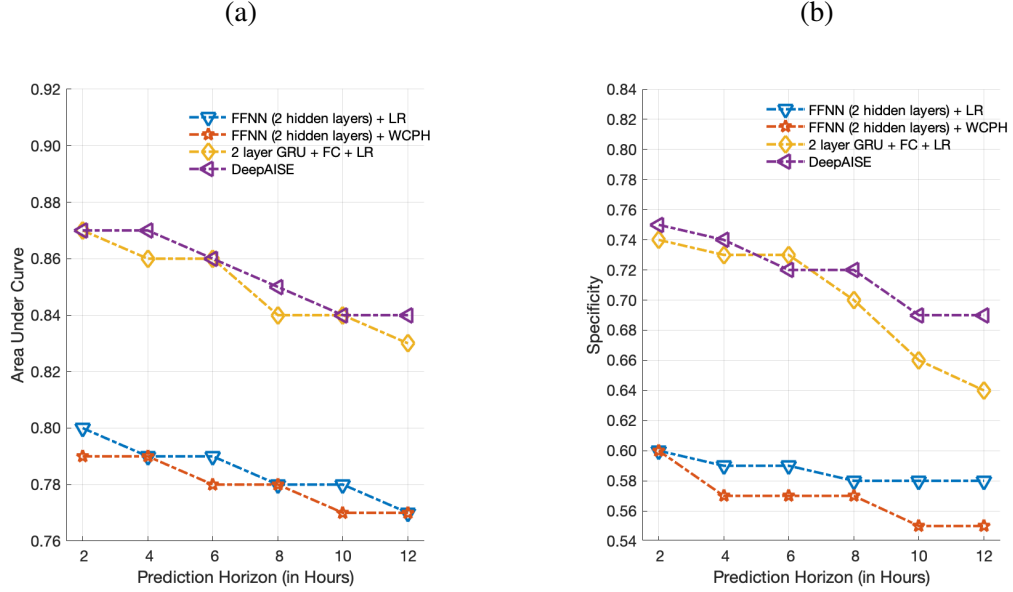 (a)
0.92
0.90
0.88
0.86
0.84
0.82
0.80
0.78
0.76
Area Under Curve
FFNN (2 hidden layers) + LR
FFNN (2 hidden layers) + WCPH
2 layer GRU + FC + LR
DeepAISE
2 4 6 8 10 12
Prediction Horizon (in Hours)
(b)
0.84
0.82
0.80
0.78
0.76
0.74
0.72
0.70
0.68
0.66
0.64
0.62
0.60
0.58
0.56
0.54
Specificity
FFNN (2 hidden layers) + LR
FFNN (2 hidden layers) + WCPH
2 layer GRU + FC + LR
DeepAISE
2 4 6 8 10 12
Prediction Horizon (in Hours)